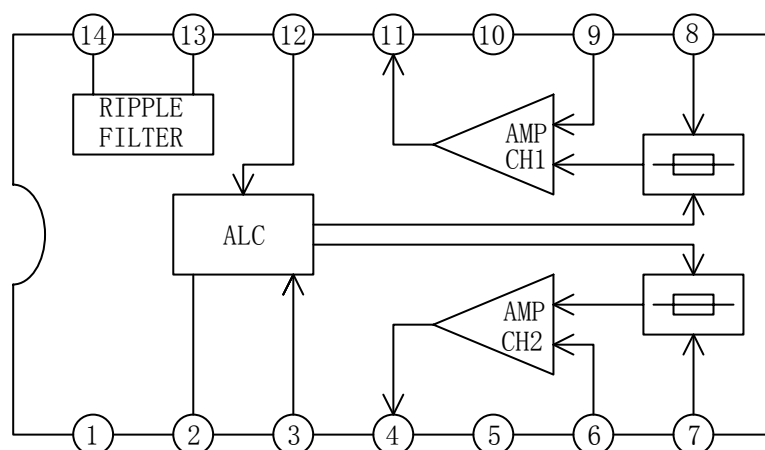 14 13 12 11 10 9 8
RIPPLE
FILTER
AMP
CH1
ALC
AMP
CH2
1 2 3 4 5 6 7